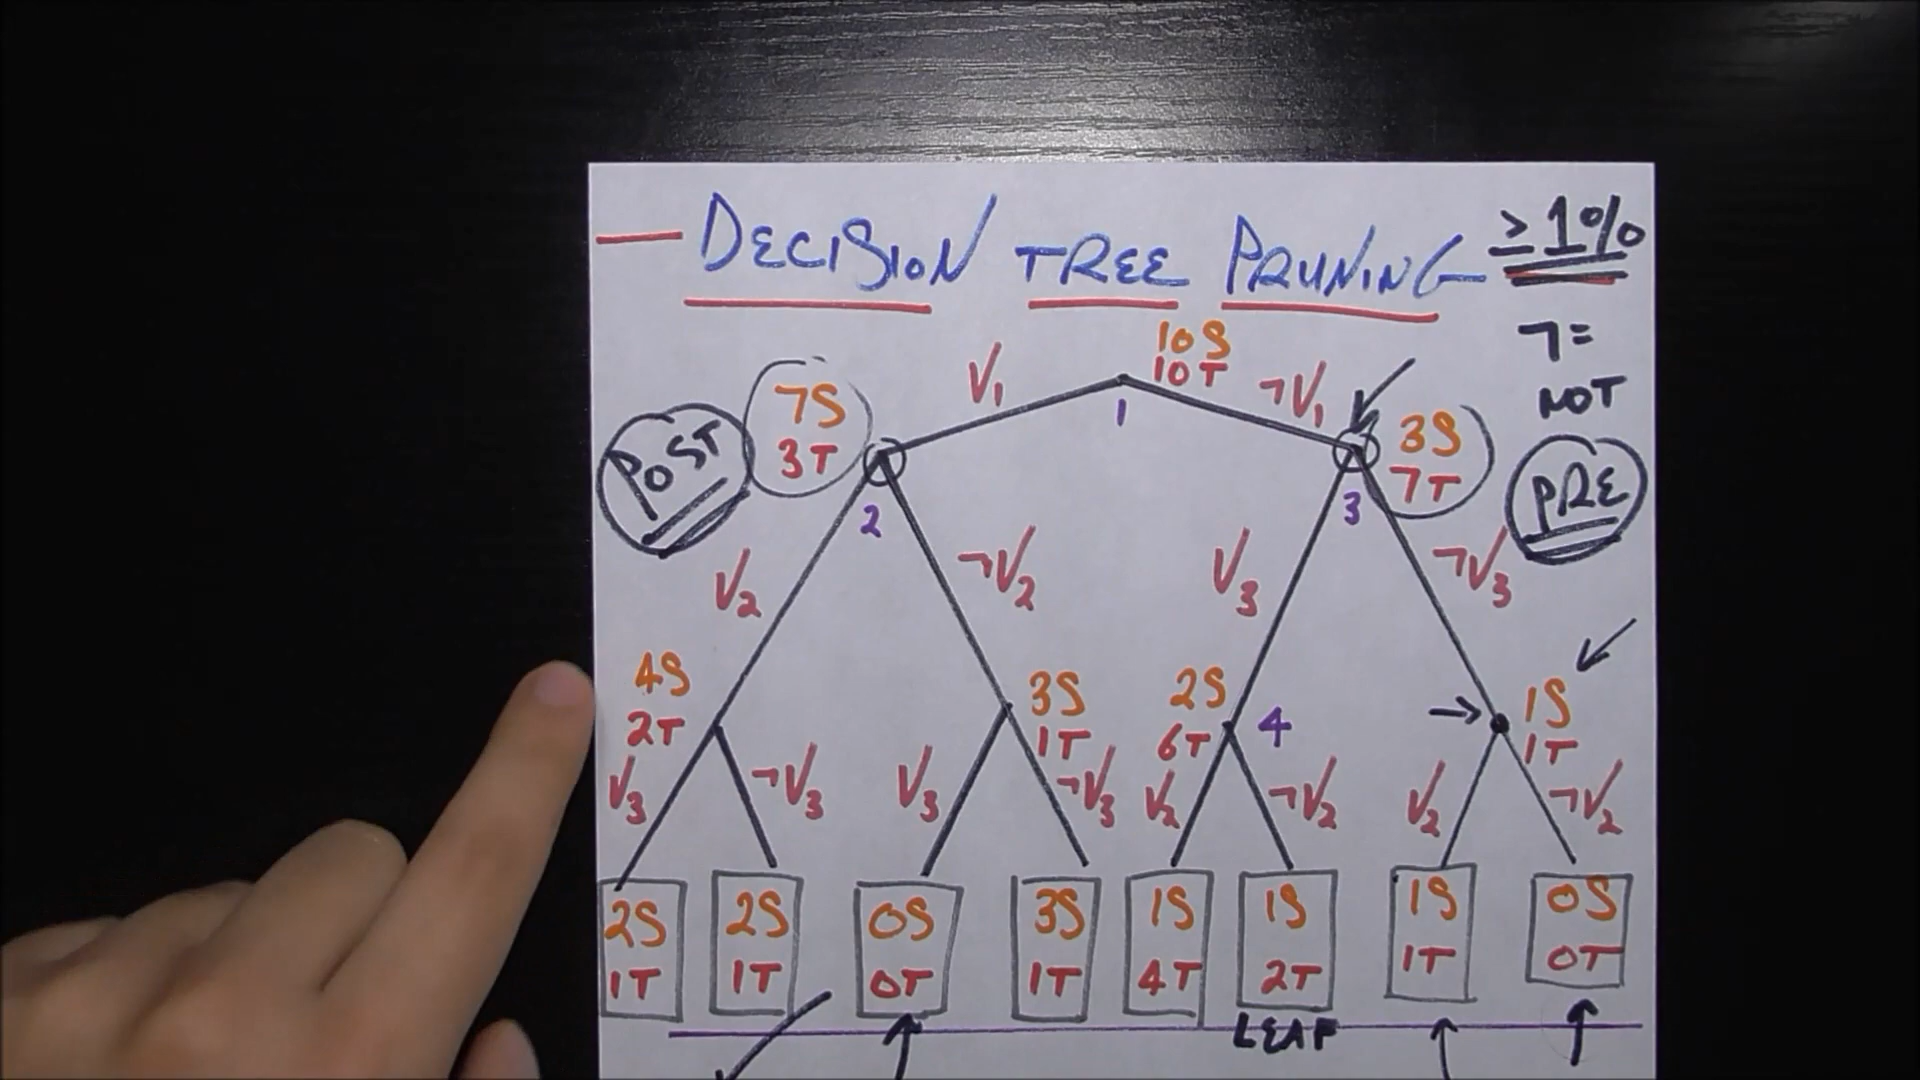 DECISION TREE PRUNING
≥1%
¬=
NOT
PRE
POST
10S
10T
V1
¬V1
1
7S
3T
2
3S
7T
3
V2
¬V2
V3
¬V3
4S
2T
3S
1T
2S
6T
4
1S
1T
V3
¬V3
V3
¬V3
V2
¬V2
V2
¬V2
2S
1T
2S
1T
0S
0T
3S
1T
1S
4T
1S
2T
1S
1T
0S
0T
LEAF